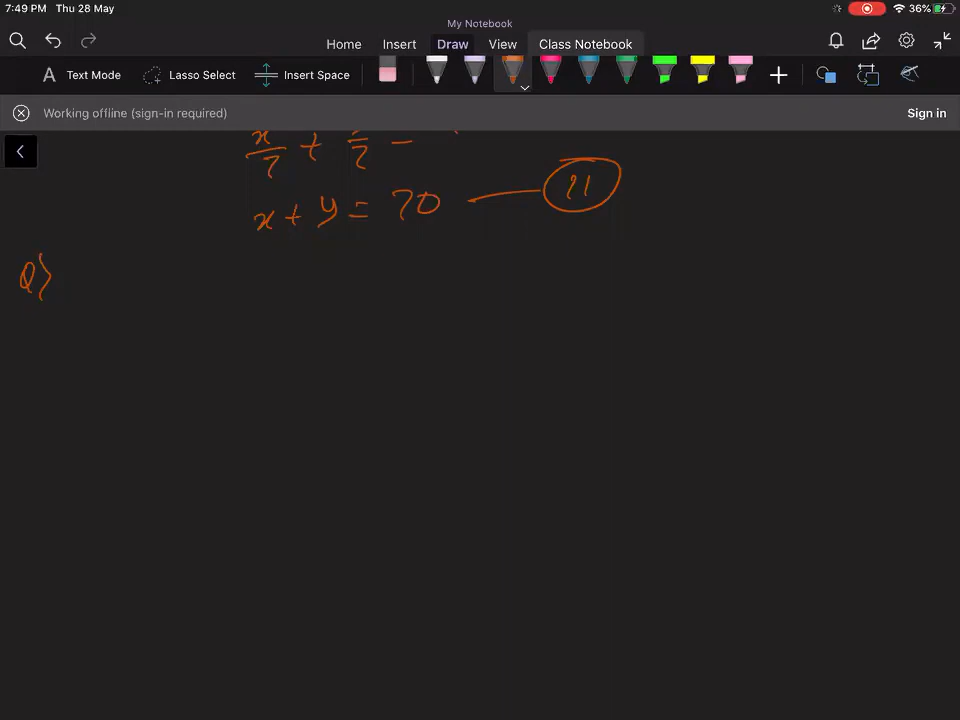 7:49 PM Thu 28 May
36%
My Notebook
Home Insert Draw View Class Notebook
A Text Mode Lasso Select Insert Space
Working offline (sign-in required) Sign in
x + y = 70
Q)